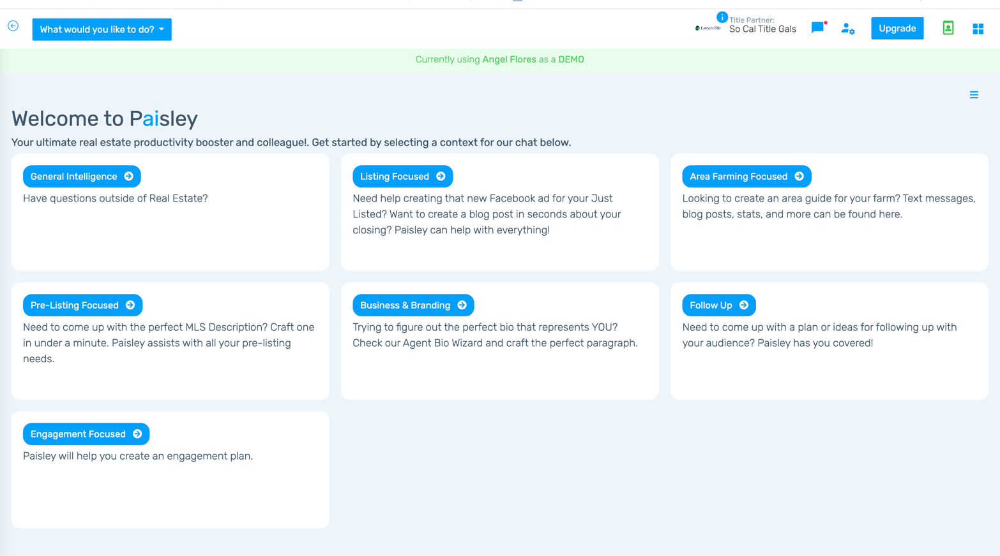 What would you like to do?
Lawyers Title
Title Partner:
So Cal Title Gals
Upgrade
Currently using Angel Flores as a DEMO
Welcome to Paisley
Your ultimate real estate productivity booster and colleague!. Get started by selecting a context for our chat below.
General Intelligence
Have questions outside of Real Estate?
Listing Focused
Need help creating that new Facebook ad for your Just
Listed? Want to create a blog post in seconds about your
closing? Paisley can help with everything!
Area Farming Focused
Looking to create an area guide for your farm? Text messages,
blog posts, stats, and more can be found here.
Pre-Listing Focused
Need to come up with the perfect MLS Description? Craft one
in under a minute. Paisley assists with all your pre-listing
needs.
Business & Branding
Trying to figure out the perfect bio that represents YOU?
Check our Agent Bio Wizard and craft the perfect paragraph.
Follow Up
Need to come up with a plan or ideas for following up with
your audience? Paisley has you covered!
Engagement Focused
Paisley will help you create an engagement plan.